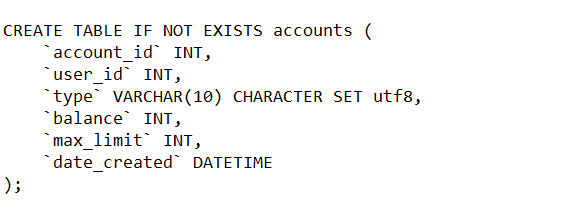 CREATE TABLE IF NOT EXISTS accounts (
    `account_id` INT,
    `user_id` INT,
    `type` VARCHAR(10) CHARACTER SET utf8,
    `balance` INT,
    `max_limit` INT,
    `date_created` DATETIME
);